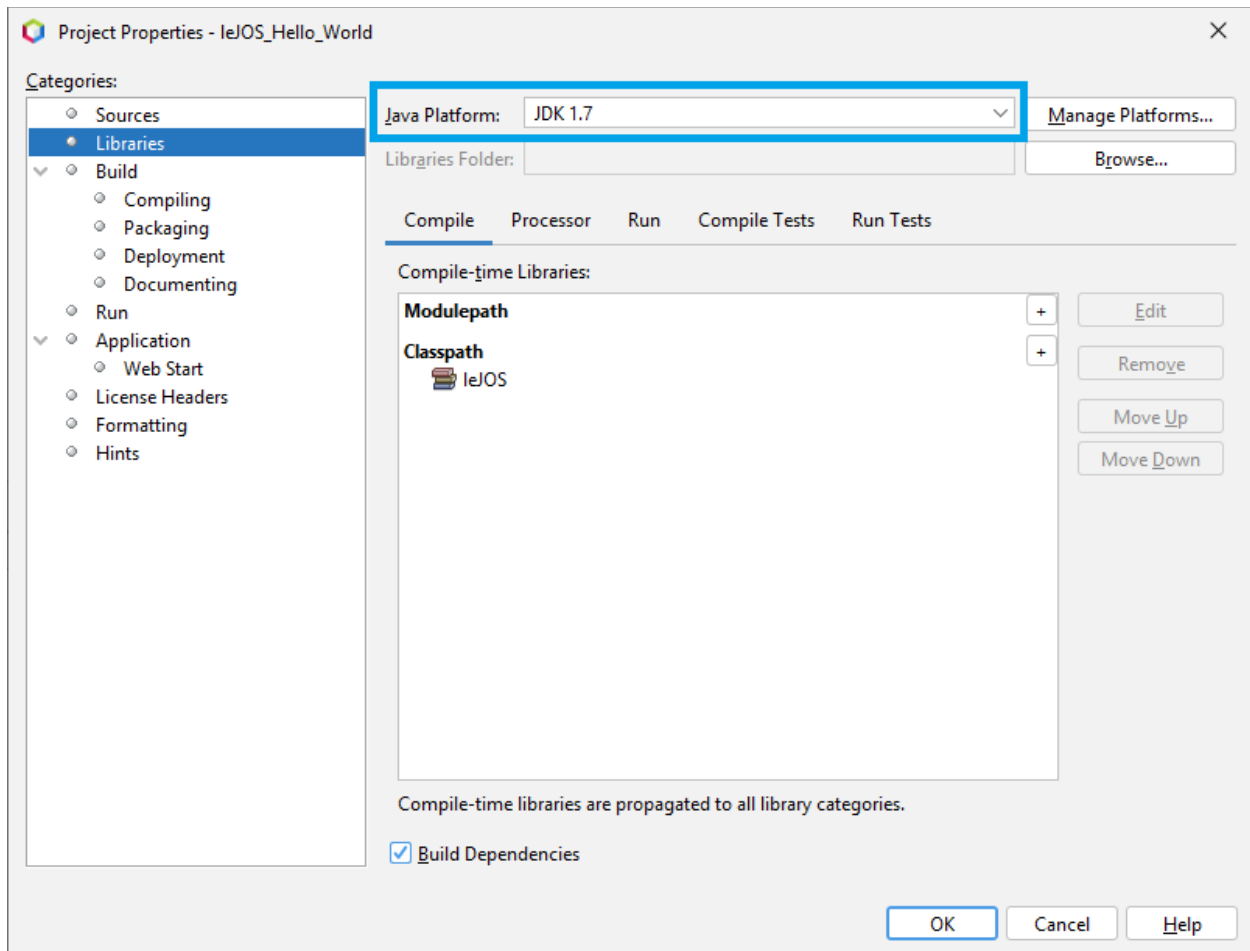 Project Properties - leJOS_Hello_World
Categories:
Sources
Libraries
Build
Compiling
Packaging
Deployment
Documenting
Run
Application
Web Start
License Headers
Formatting
Hints
Java Platform: JDK 1.7 Manage Platforms...
Libraries Folder: Browse...
Compile Processor Run Compile Tests Run Tests
Compile-time Libraries:
Modulepath + Edit
Classpath + Remove
leJOS
Move Up
Move Down
Compile-time libraries are propagated to all library categories.
Build Dependencies
OK Cancel Help